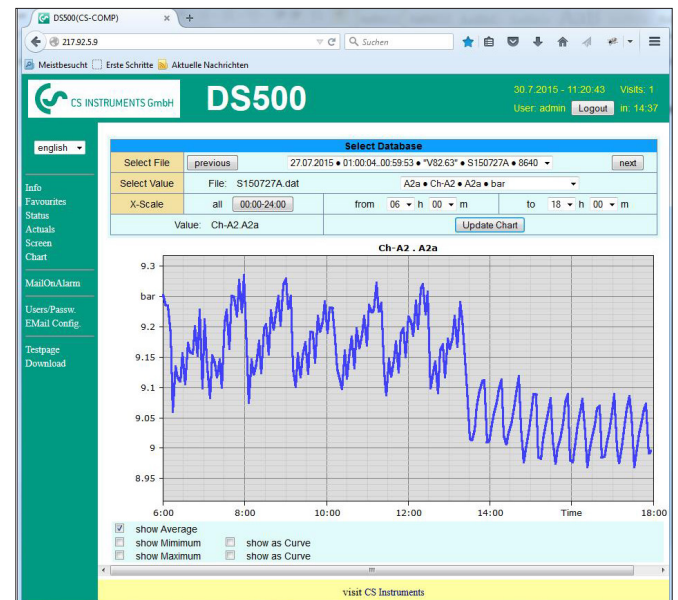 DS500(CS-COMP)
217.92.5.9
Suchen
Meistbesucht Erste Schritte Aktuelle Nachrichten
CS INSTRUMENTS GmbH
DS500
30.7.2015 - 11:20:43 Visits: 1
User: admin Logout in: 14:37
english
Info
Favourites
Status
Actuals
Screen
Chart
MailOnAlarm
Users/Passw.
EMail Config.
Testpage
Download
Select Database
Select File previous 27.07.2015 • 01:00:04..00:59:53 • "V82.63" • S150727A • 8640 next
Select Value File: S150727A.dat A2a • Ch-A2 • A2a • bar
X-Scale all 00:00-24:00 from 06 h 00 m to 18 h 00 m
Value: Ch-A2.A2a Update Chart
Ch-A2 . A2a
9.3
bar
9.2
9.15
9.1
9.05
9
8.95
6:00 8:00 10:00 12:00 14:00 Time 18:00
show Average
show Mimimum show as Curve
show Maximum show as Curve
visit CS Instruments